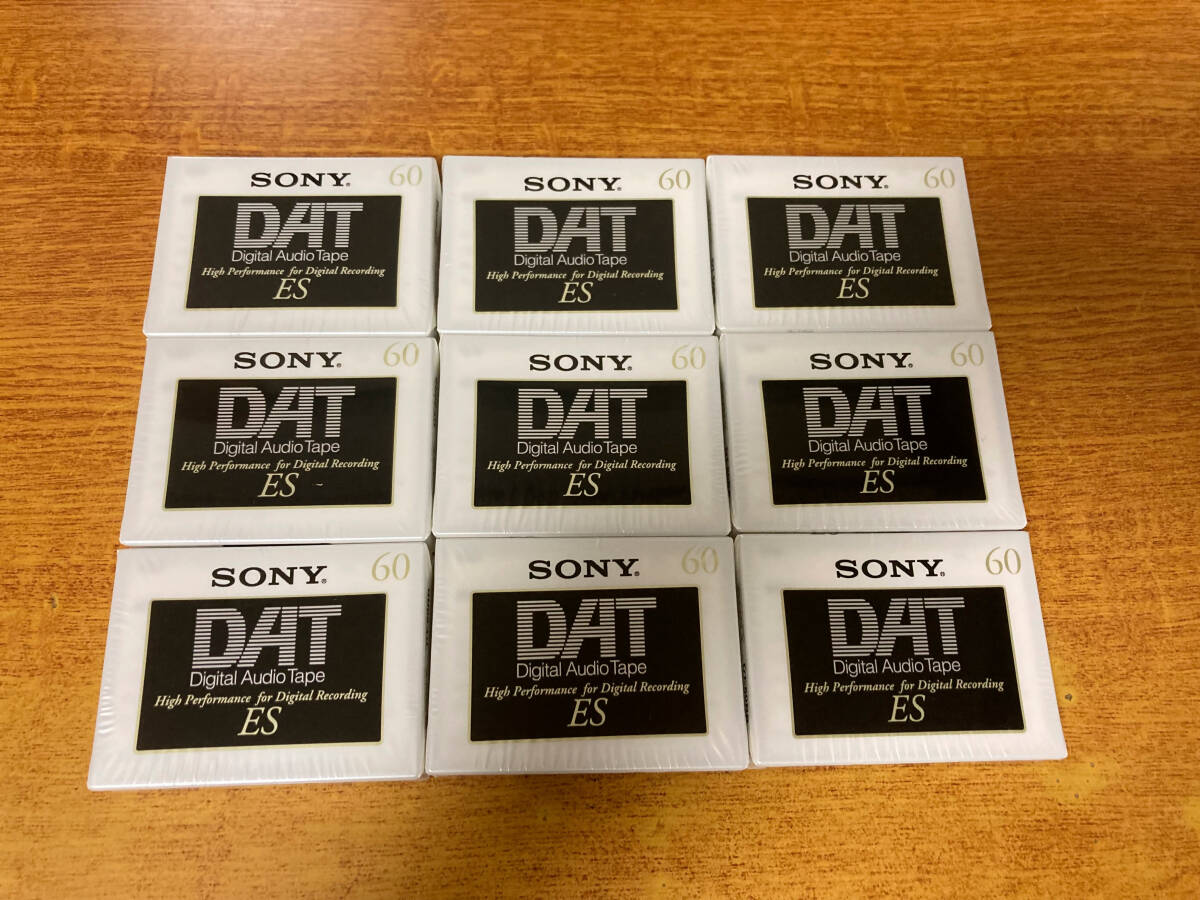 SONY® 60
DAT
Digital Audio Tape
High Performance for Digital Recording
ES
SONY® 60
DAT
Digital Audio Tape
High Performance for Digital Recording
ES
SONY® 60
DAT
Digital Audio Tape
High Performance for Digital Recording
ES
SONY® 60
DAT
Digital Audio Tape
High Performance for Digital Recording
ES
SONY® 60
DAT
Digital Audio Tape
High Performance for Digital Recording
ES
SONY® 60
DAT
Digital Audio Tape
High Performance for Digital Recording
ES
SONY® 60
DAT
Digital Audio Tape
High Performance for Digital Recording
ES
SONY® 60
DAT
Digital Audio Tape
High Performance for Digital Recording
ES
SONY® 60
DAT
Digital Audio Tape
High Performance for Digital Recording
ES